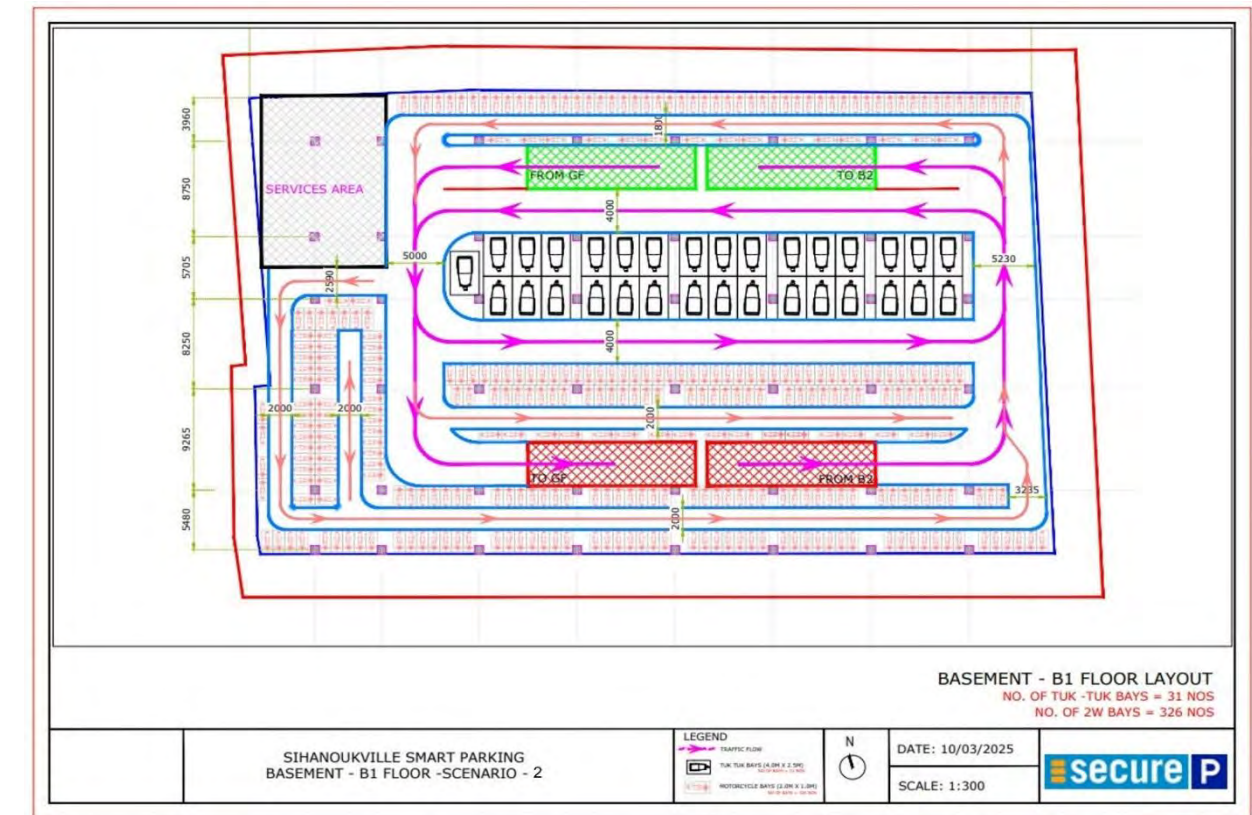 3960
1800
8750
SERVICES AREA
FROM GF
TO B2
4000
5705
5000
5230
2590
8250
4000
2000
2000
2000
9265
TO GF
FROM B2
3235
5480
2000
BASEMENT - B1 FLOOR LAYOUT
NO. OF TUK -TUK BAYS = 31 NOS
NO. OF 2W BAYS = 326 NOS
SIHANOUKVILLE SMART PARKING
BASEMENT - B1 FLOOR -SCENARIO - 2
LEGEND
TRAFFIC FLOW
TUK TUK BAYS (4.0M X 2.5M)
MOTORCYCLE BAYS (2.0M X 1.0M)
N
DATE: 10/03/2025
SCALE: 1:300
secure P